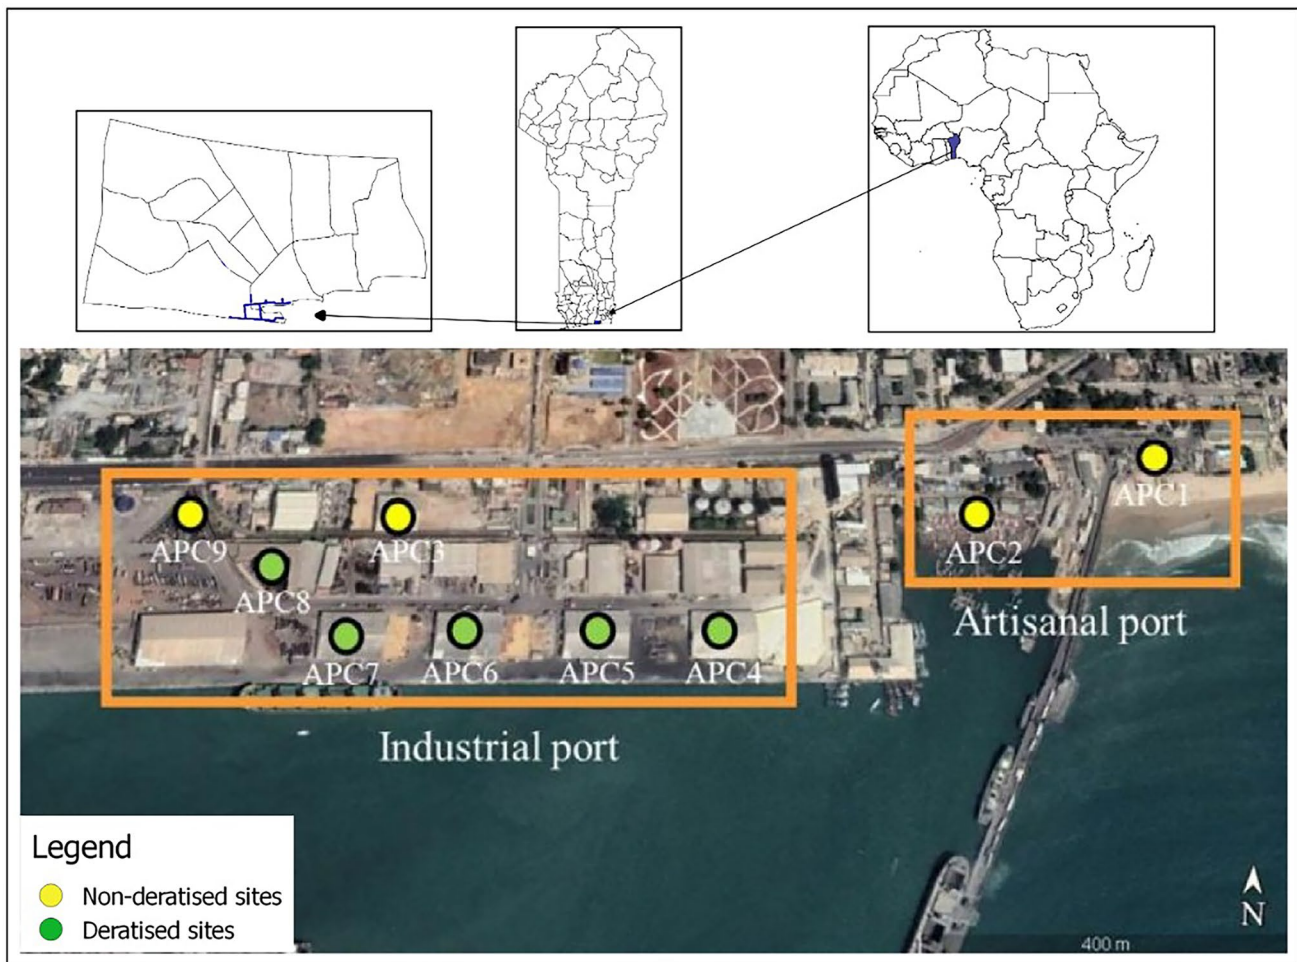 APC1
APC9
APC3
APC2
APC8
Artisanal port
APC7
APC6
APC5
APC4
Industrial port
Legend
Non-deratised sites
Deratised sites
N
400 m